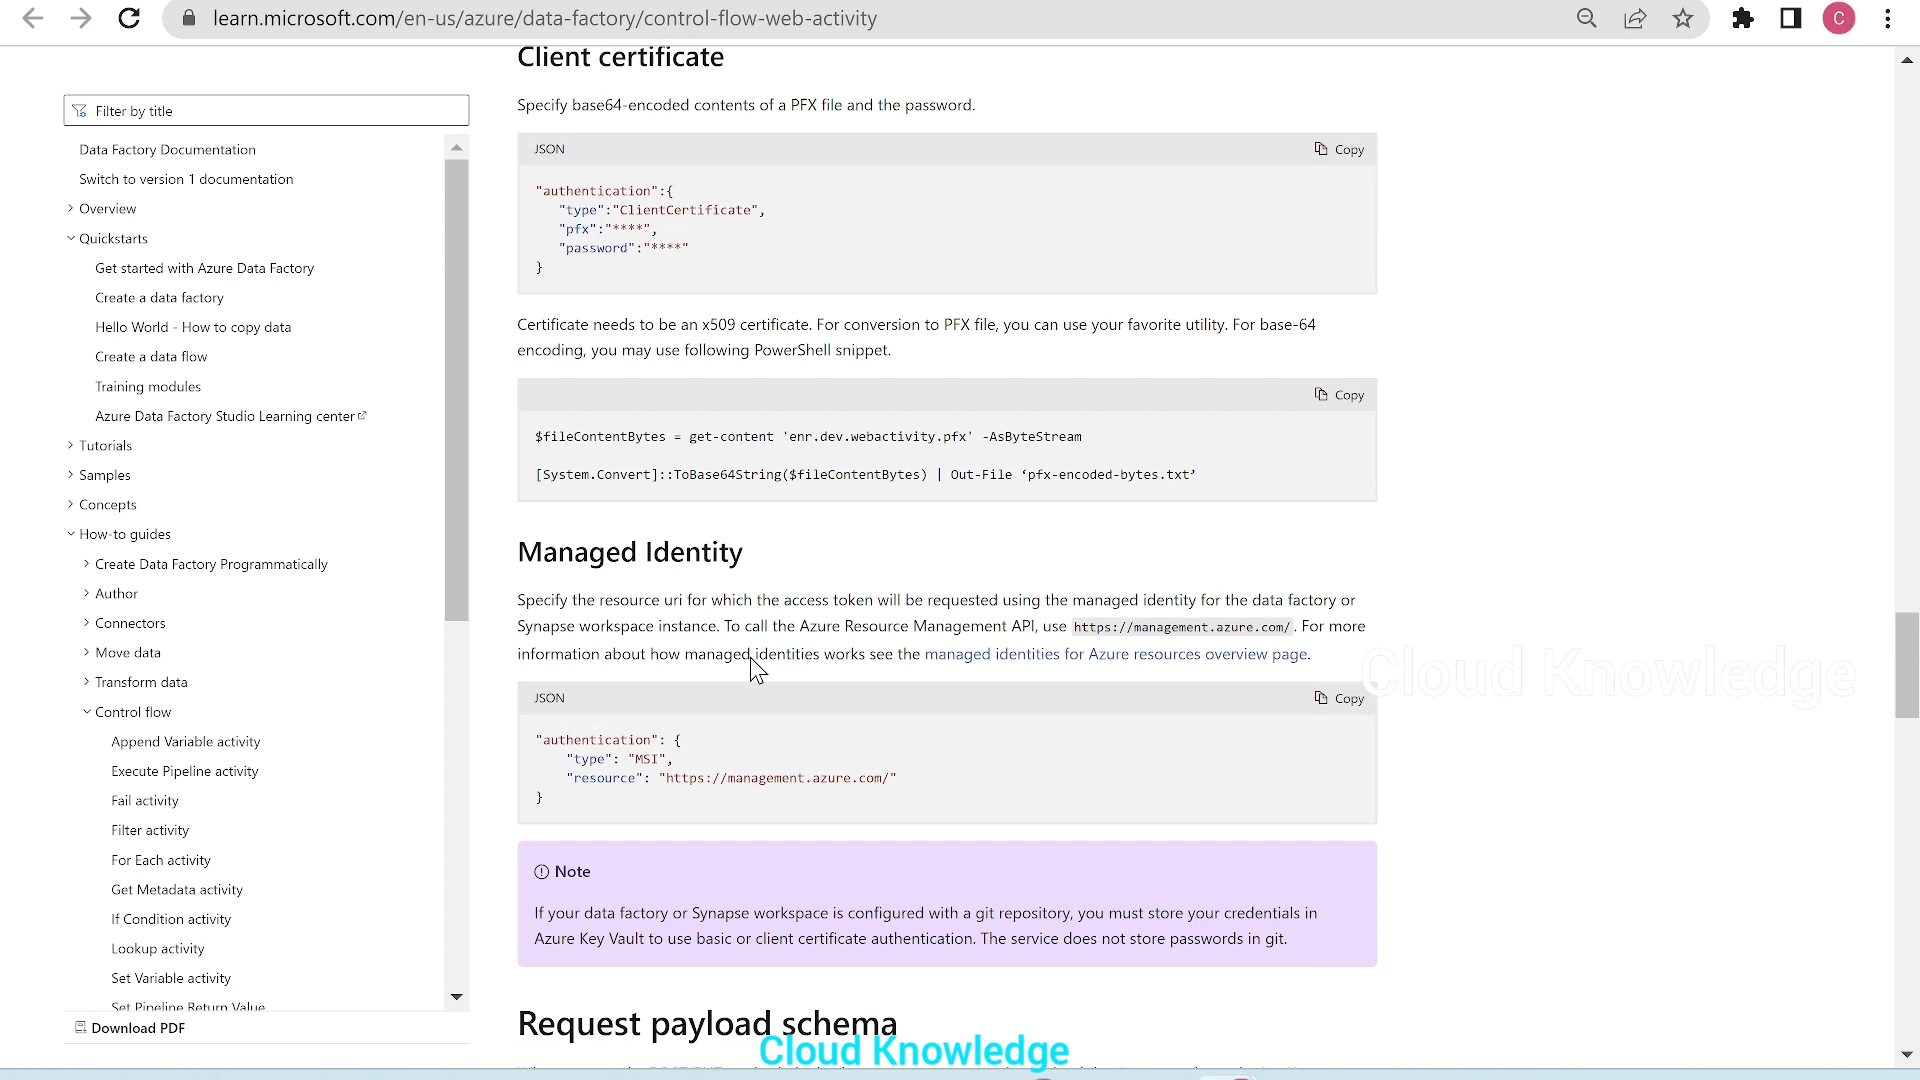 learn.microsoft.com/en-us/azure/data-factory/control-flow-web-activity
C
Filter by title
Data Factory Documentation
Switch to version 1 documentation
Overview
Quickstarts
Get started with Azure Data Factory
Create a data factory
Hello World - How to copy data
Create a data flow
Training modules
Azure Data Factory Studio Learning center
Tutorials
Samples
Concepts
How-to guides
Create Data Factory Programmatically
Author
Connectors
Move data
Transform data
Control flow
Append Variable activity
Execute Pipeline activity
Fail activity
Filter activity
For Each activity
Get Metadata activity
If Condition activity
Lookup activity
Set Variable activity
Set Pipeline Return Value
Download PDF
Client certificate
Specify base64-encoded contents of a PFX file and the password.
JSON
Copy
"authentication":{
"type":"ClientCertificate",
"pfx":"****",
"password":"****"
}
Certificate needs to be an x509 certificate. For conversion to PFX file, you can use your favorite utility. For base-64
encoding, you may use following PowerShell snippet.
Copy
$fileContentBytes = get-content 'enr.dev.webactivity.pfx' -AsByteStream
[System.Convert]::ToBase64String($fileContentBytes) | Out-File ‘pfx-encoded-bytes.txt’
Managed Identity
Specify the resource uri for which the access token will be requested using the managed identity for the data factory or
Synapse workspace instance. To call the Azure Resource Management API, use https://management.azure.com/. For more
information about how managed identities works see the managed identities for Azure resources overview page.
JSON
Copy
"authentication": {
"type": "MSI",
"resource": "https://management.azure.com/"
}
Note
If your data factory or Synapse workspace is configured with a git repository, you must store your credentials in
Azure Key Vault to use basic or client certificate authentication. The service does not store passwords in git.
Request payload schema
Cloud Knowledge
Cloud Knowledge